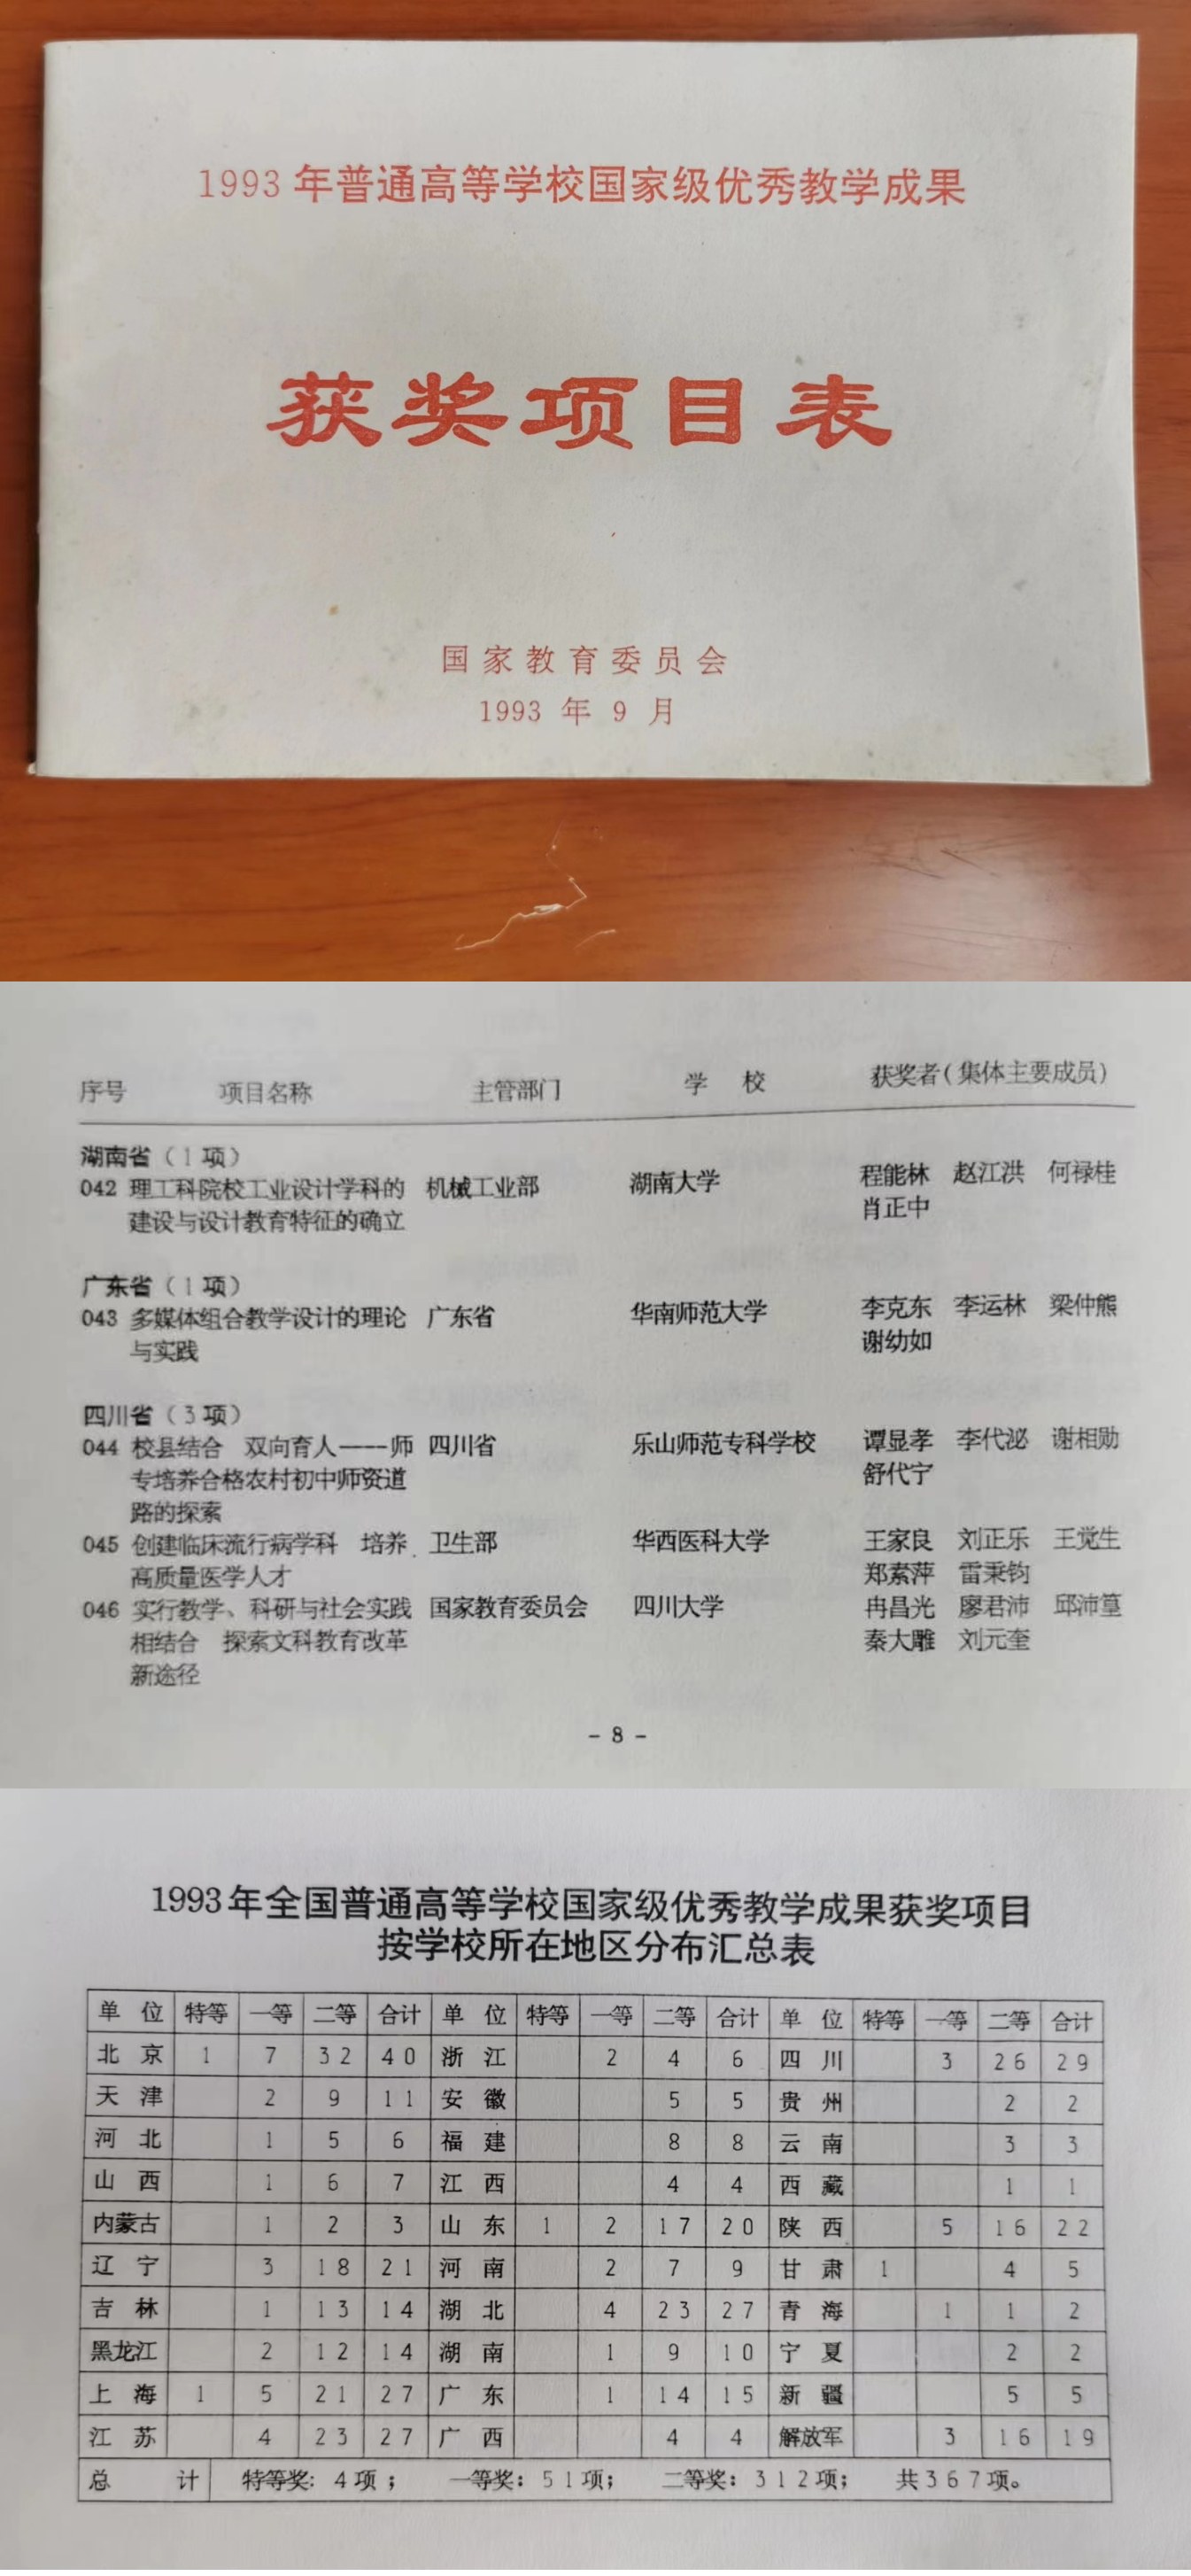 1993年普通高等学校国家级优秀教学成果
获奖项目表
国家教育委员会
1993 年 9 月
序号 项目名称 主管部门 学 校 获奖者(集体主要成员)
湖南省(1项)
042 理工科院校工业设计学科的 机械工业部 湖南大学 程能林 赵江洪 何禄桂
建设与设计教育特征的确立 肖正中
广东省(1项)
043 多媒体组合教学设计的理论 广东省 华南师范大学 李克东 李运林 梁仲熊
与实践 谢幼如
四川省(3项)
044 校县结合 双向育人——师 四川省 乐山师范专科学校 谭显孝 李代泌 谢相勋
专培养合格农村初中师资道 舒代宁
路的探索
045 创建临床流行病学科 培养 卫生部 华西医科大学 王家良 刘正乐 王觉生
高质量医学人才 郑素萍 雷秉钧
046 实行教学、科研与社会实践 国家教育委员会 四川大学 冉昌光 廖君沛 邱沛篁
相结合 探索文科教育改革 秦大雕 刘元奎
新途径
- 8 -
1993年全国普通高等学校国家级优秀教学成果获奖项目
按学校所在地区分布汇总表
单 位 特等 一等 二等 合计 单 位 特等 一等 二等 合计 单 位 特等 一等 二等 合计
北 京 1 7 32 40 浙 江 2 4 6 四 川 3 26 29
天 津 2 9 11 安 徽 5 5 贵 州 2 2
河 北 1 5 6 福 建 8 8 云 南 3 3
山 西 1 6 7 江 西 4 4 西 藏 1 1
内蒙古 1 2 3 山 东 1 2 17 20 陕 西 5 16 22
辽 宁 3 18 21 河 南 2 7 9 甘 肃 1 4 5
吉 林 1 13 14 湖 北 4 23 27 青 海 1 1 2
黑龙江 2 12 14 湖 南 1 9 10 宁 夏 2 2
上 海 1 5 21 27 广 东 1 14 15 新 疆 5 5
江 苏 4 23 27 广 西 4 4 解放军 3 16 19
总 计 特等奖: 4项; 一等奖: 51项; 二等奖: 312项; 共367项。